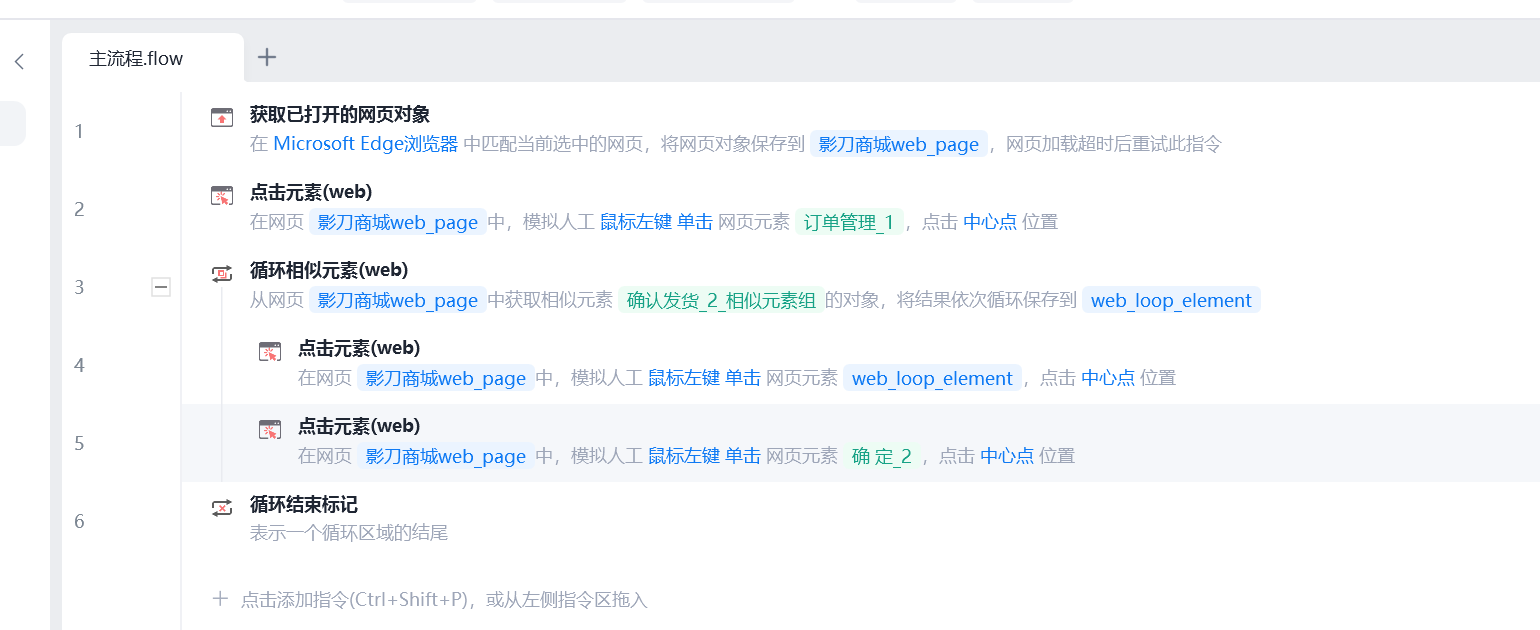 主流程.flow
1
获取已打开的网页对象
在 Microsoft Edge浏览器 中匹配当前选中的网页，将网页对象保存到 影刀商城web_page ，网页加载超时后重试此指令
2
点击元素(web)
在网页 影刀商城web_page 中，模拟人工 鼠标左键 单击 网页元素 订单管理_1 ，点击 中心点 位置
3
循环相似元素(web)
从网页 影刀商城web_page 中获取相似元素 确认发货_2_相似元素组 的对象，将结果依次循环保存到 web_loop_element
4
点击元素(web)
在网页 影刀商城web_page 中，模拟人工 鼠标左键 单击 网页元素 web_loop_element ，点击 中心点 位置
5
点击元素(web)
在网页 影刀商城web_page 中，模拟人工 鼠标左键 单击 网页元素 确 定_2 ，点击 中心点 位置
6
循环结束标记
表示一个循环区域的结尾
点击添加指令(Ctrl+Shift+P)，或从左侧指令区拖入